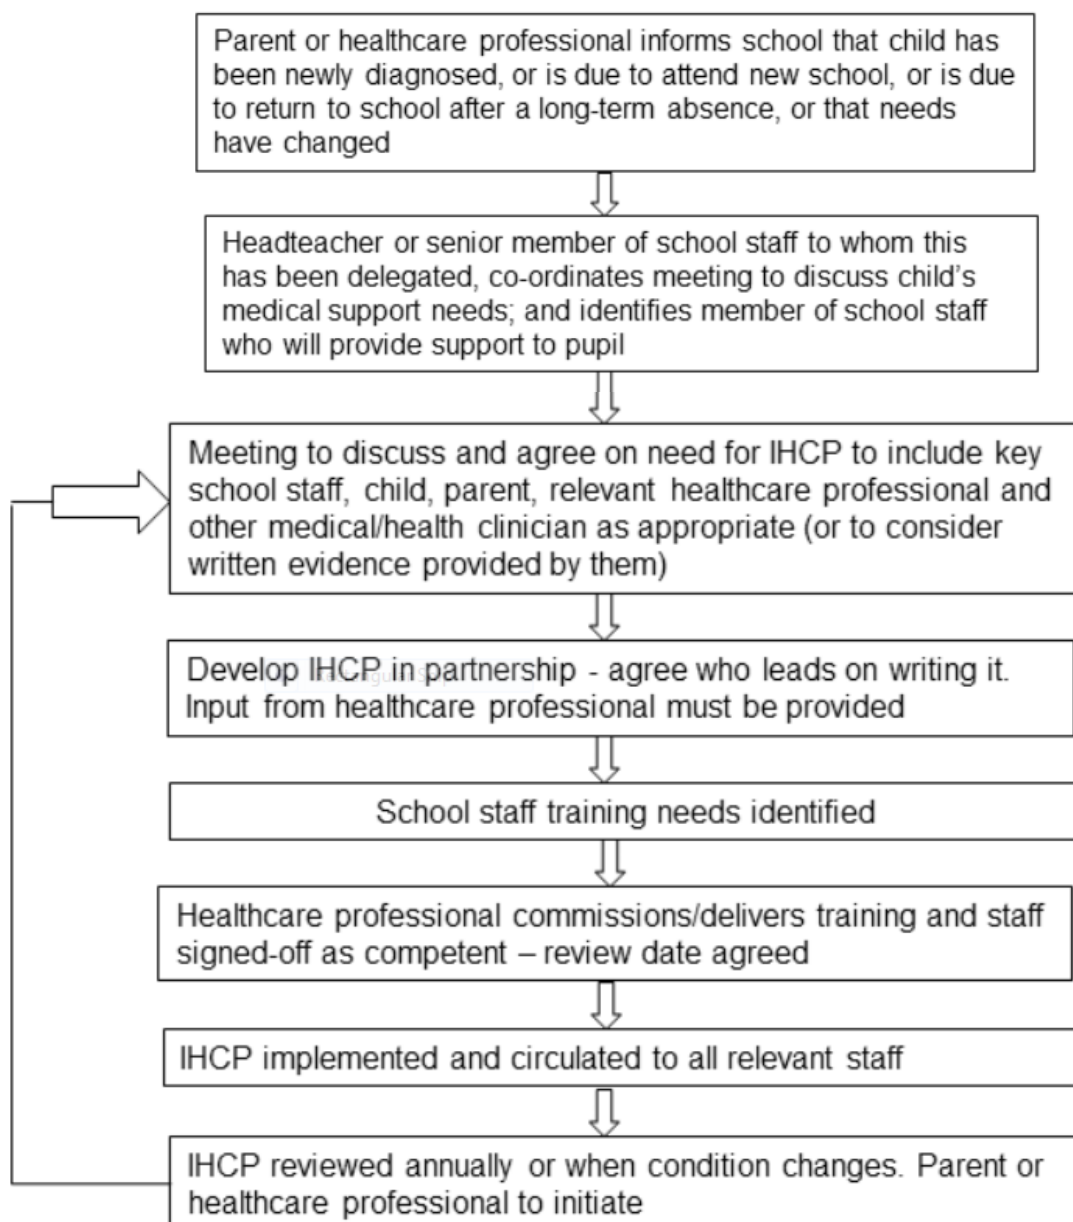 Parent or healthcare professional informs school that child has
been newly diagnosed, or is due to attend new school, or is due
to return to school after a long-term absence, or that needs
have changed
Headteacher or senior member of school staff to whom this
has been delegated, co-ordinates meeting to discuss child's
medical support needs; and identifies member of school staff
who will provide support to pupil
Meeting to discuss and agree on need for IHCP to include key
school staff, child, parent, relevant healthcare professional and
other medical/health clinician as appropriate (or to consider
written evidence provided by them)
Develop IHCP in partnership - agree who leads on writing it.
Input from healthcare professional must be provided
School staff training needs identified
Healthcare professional commissions/delivers training and staff
signed-off as competent – review date agreed
IHCP implemented and circulated to all relevant staff
IHCP reviewed annually or when condition changes. Parent or
healthcare professional to initiate